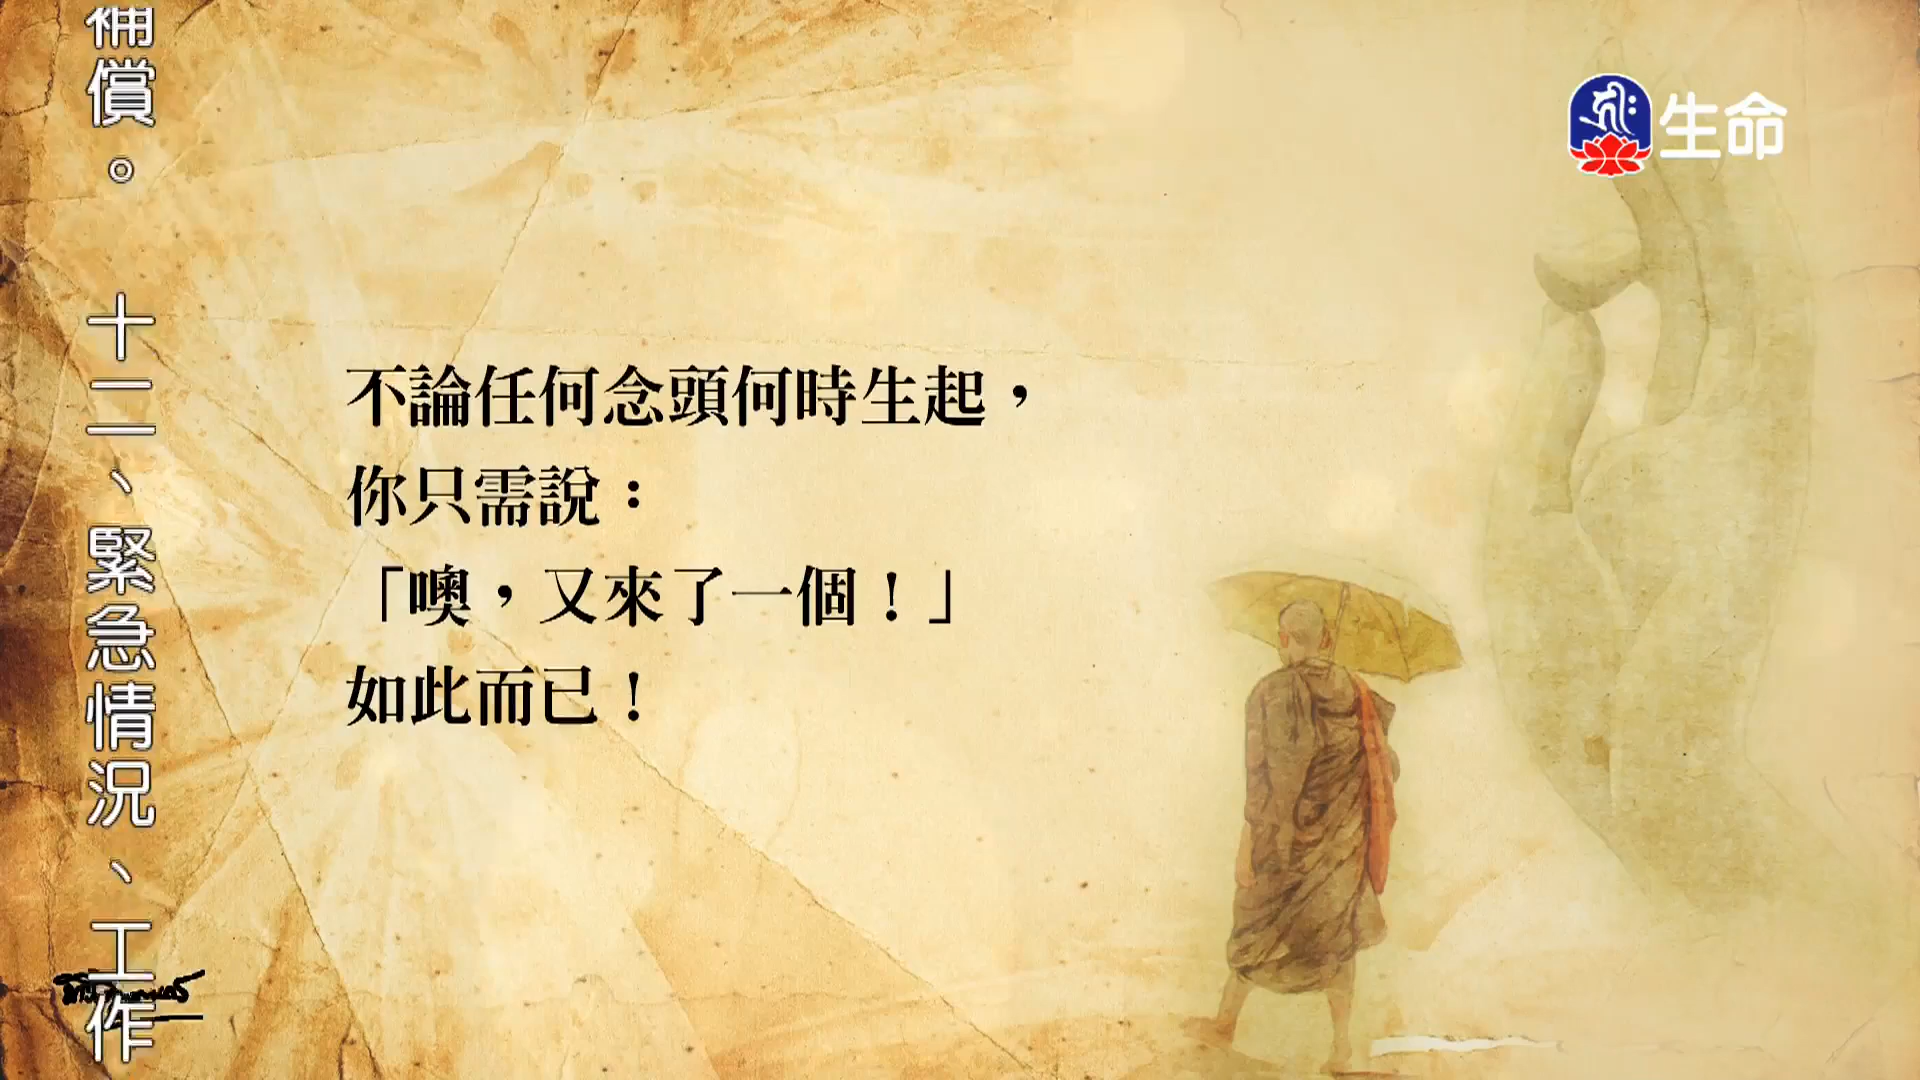 補償。 十二、緊急情況、工作
生命
不論任何念頭何時生起，
你只需說：
「噢，又來了一個！」
如此而已！